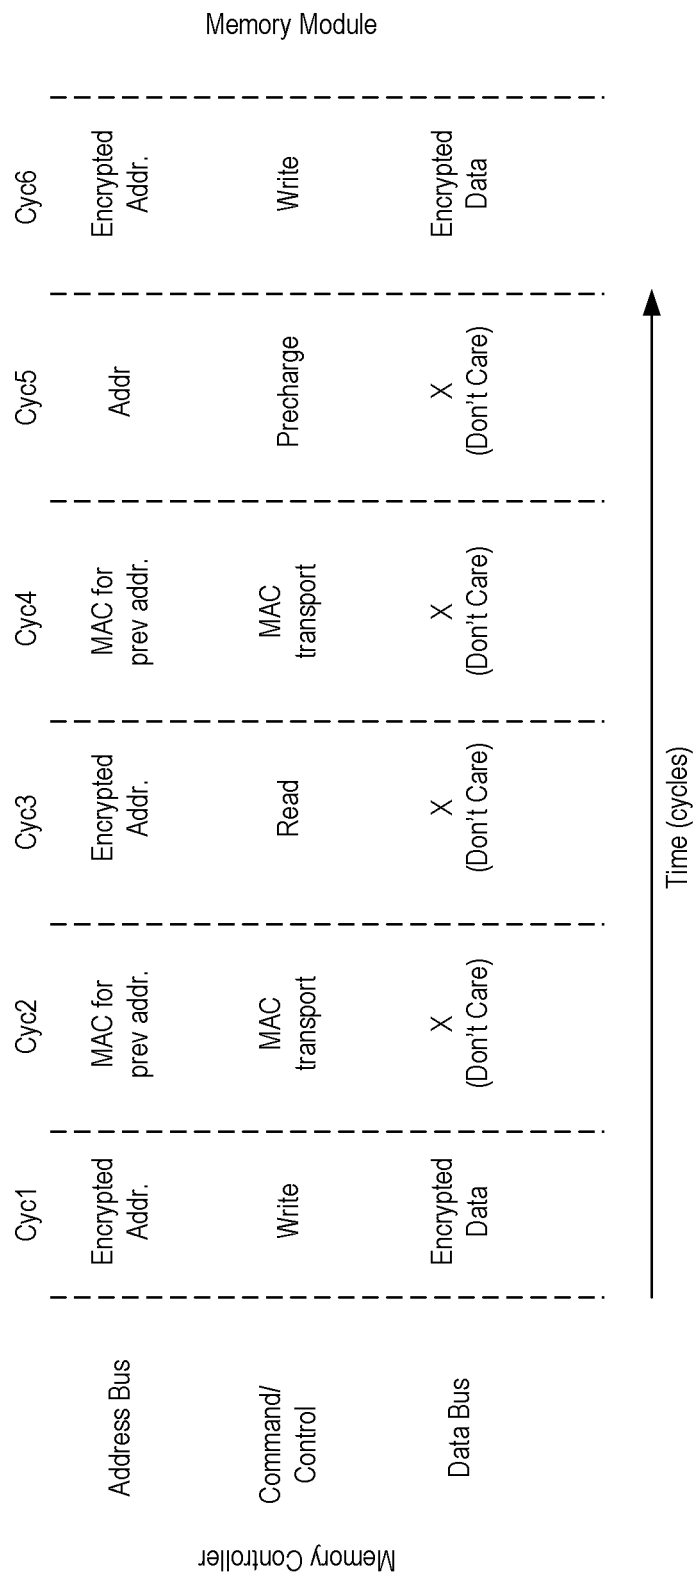 Memory Module
Cyc1
Cyc2
Cyc3
Cyc4
Cyc5
Cyc6
Address Bus
Encrypted
Addr.
MAC for
prev addr.
Encrypted
Addr.
MAC for
prev addr.
Addr
Encrypted
Addr.
Command/
Control
Write
MAC
transport
Read
MAC
transport
Precharge
Write
Data Bus
Encrypted
Data
X
(Don't Care)
X
(Don't Care)
X
(Don't Care)
X
(Don't Care)
Encrypted
Data
Time (cycles)
Memory Controller